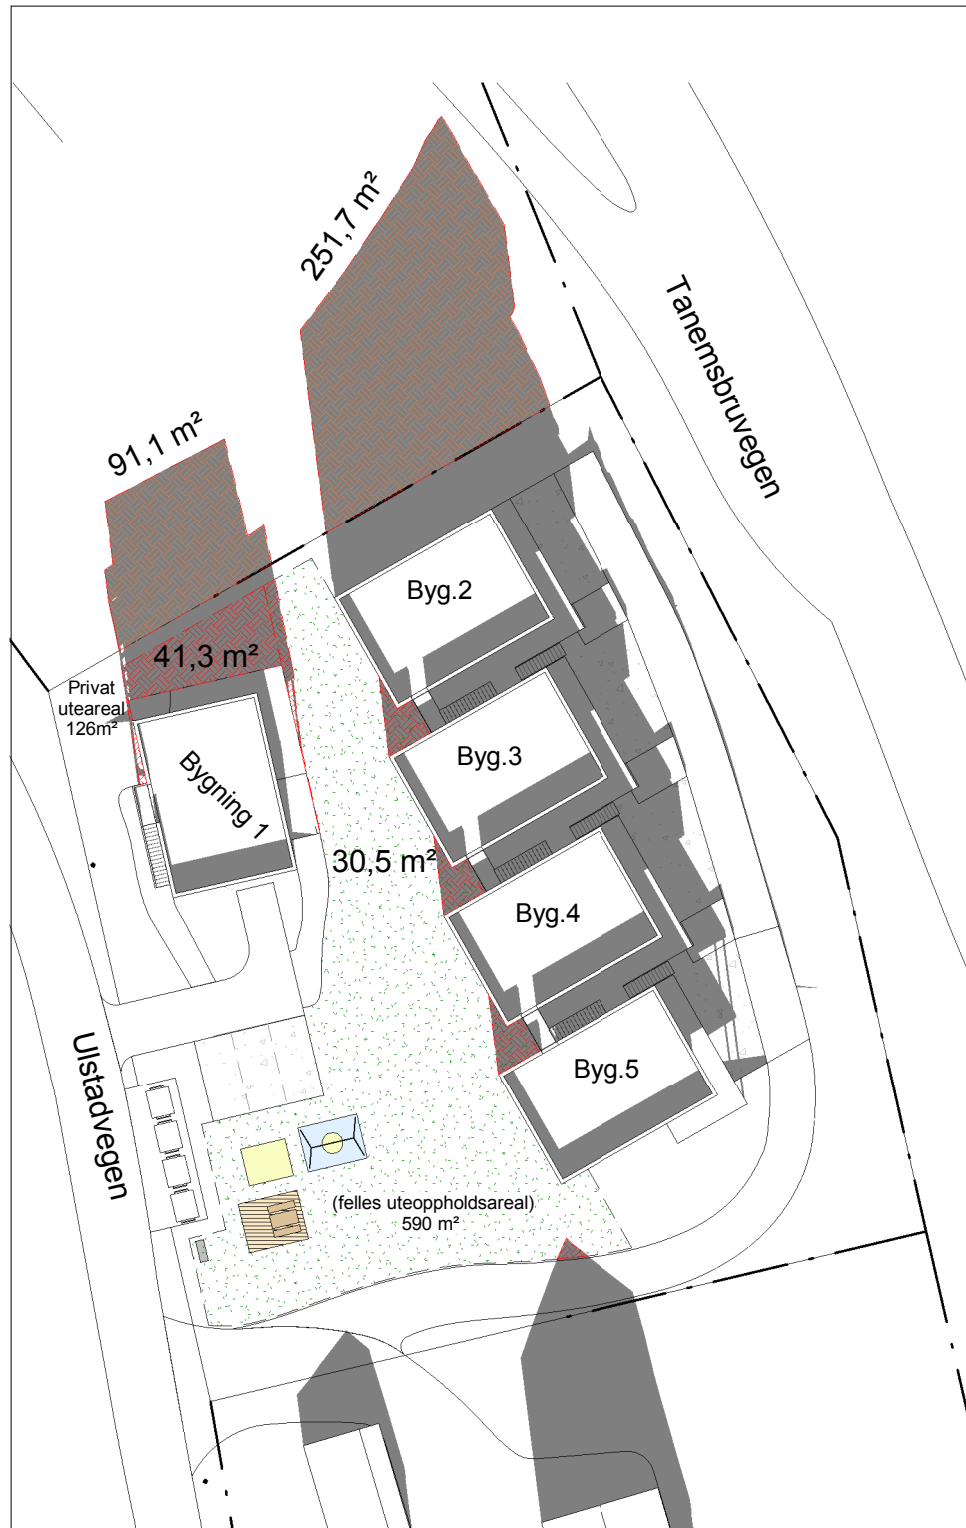 251,7 m²
Tanemsbruvegen
91,1 m²
Byg.2
41,3 m²
Privat
uteareal
126m²
Byg.3
Bygning 1
30,5 m²
Byg.4
Ulstadvegen
Byg.5
(felles uteoppholdsareal)
590 m²